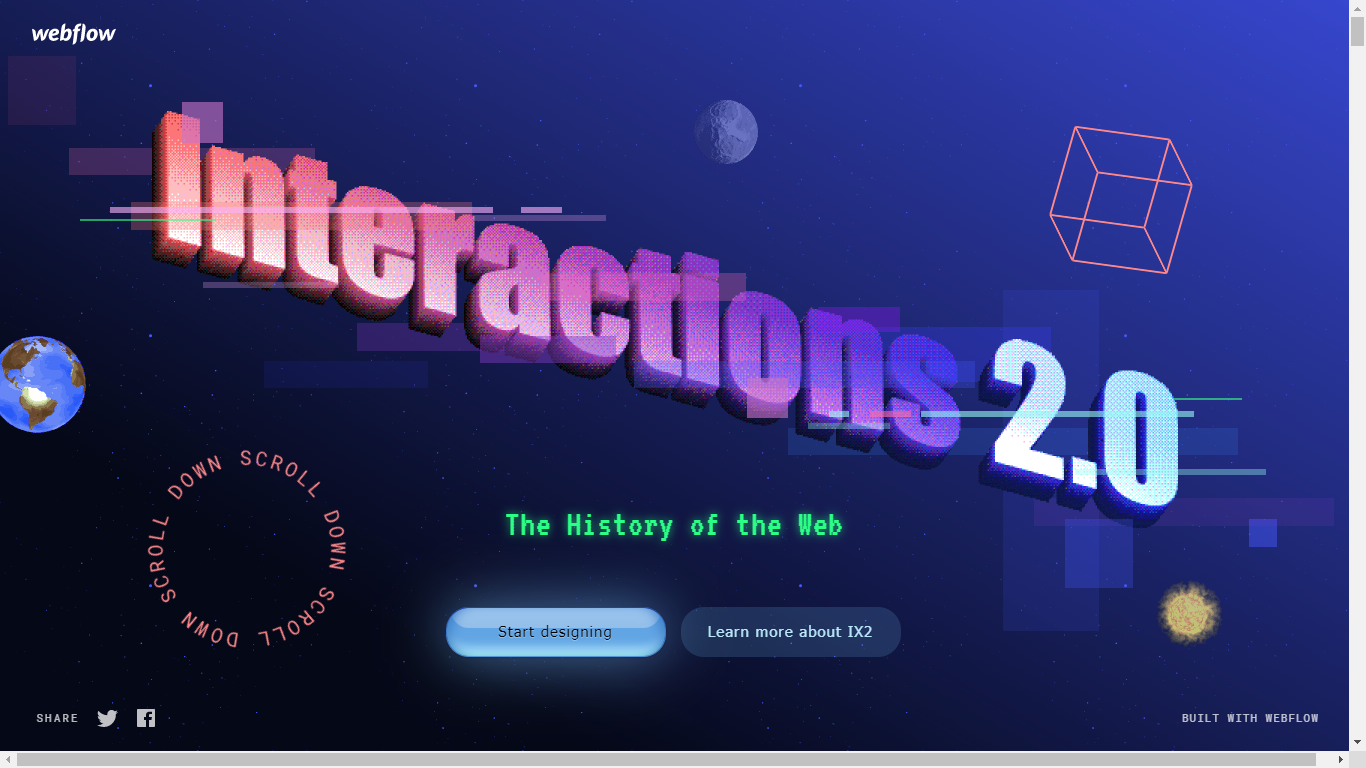 webflow
Interactions 2.0
SCROLL DOWN SCROLL DOWN SCROLL DOWN
The History of the Web
Start designing
Learn more about IX2
SHARE
BUILT WITH WEBFLOW